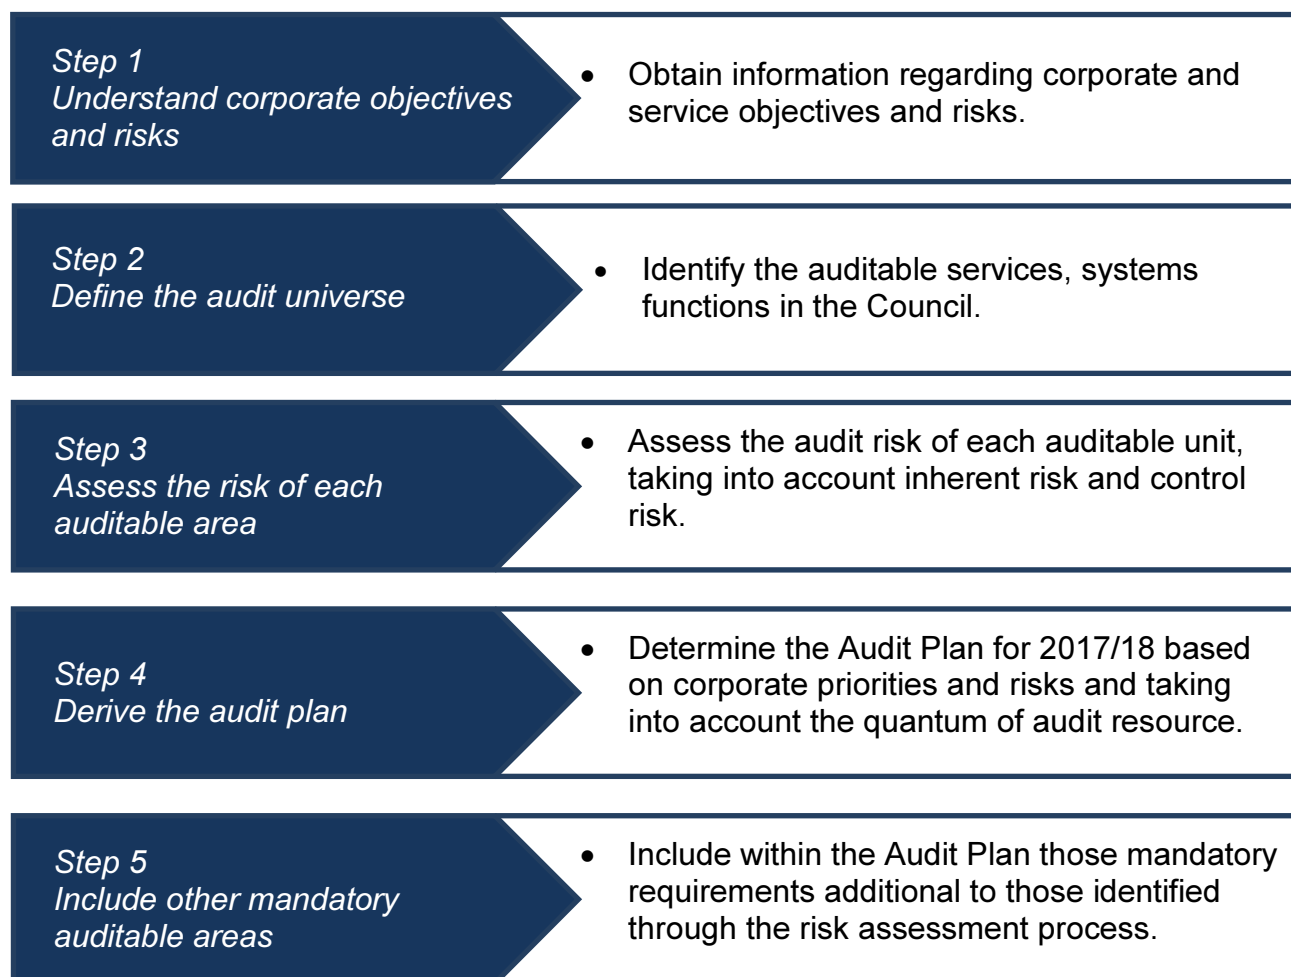 Step 1
Understand corporate objectives
and risks
• Obtain information regarding corporate and
service objectives and risks.
Step 2
Define the audit universe
• Identify the auditable services, systems
functions in the Council.
Step 3
Assess the risk of each
auditable area
• Assess the audit risk of each auditable unit,
taking into account inherent risk and control
risk.
Step 4
Derive the audit plan
• Determine the Audit Plan for 2017/18 based
on corporate priorities and risks and taking
into account the quantum of audit resource.
Step 5
Include other mandatory
auditable areas
• Include within the Audit Plan those mandatory
requirements additional to those identified
through the risk assessment process.